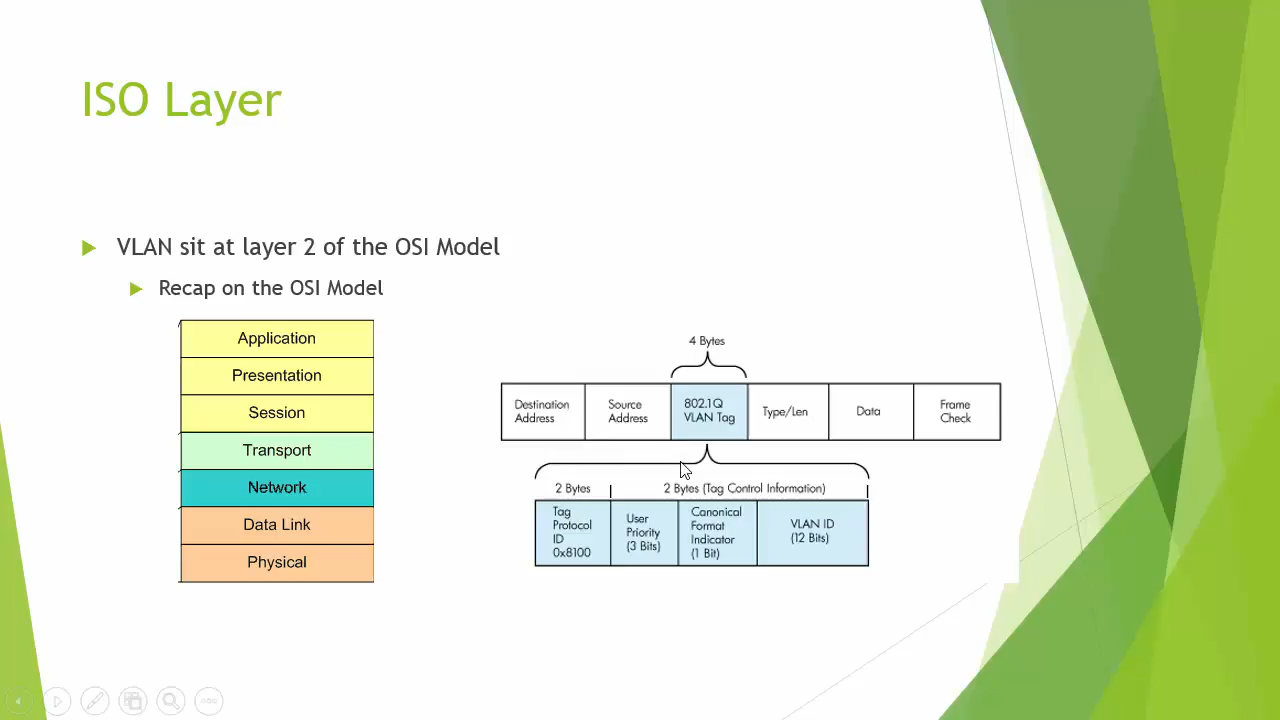 ISO Layer
VLAN sit at layer 2 of the OSI Model
Recap on the OSI Model
Application
Presentation
Session
Transport
Network
Data Link
Physical
4 Bytes
Destination
Address
Source
Address
802.1Q
VLAN Tag
Type/Len
Data
Frame
Check
2 Bytes
2 Bytes (Tag Control Information)
Tag
Protocol
ID
0x8100
User
Priority
(3 Bits)
Canonical
Format
Indicator
(1 Bit)
VLAN ID
(12 Bits)